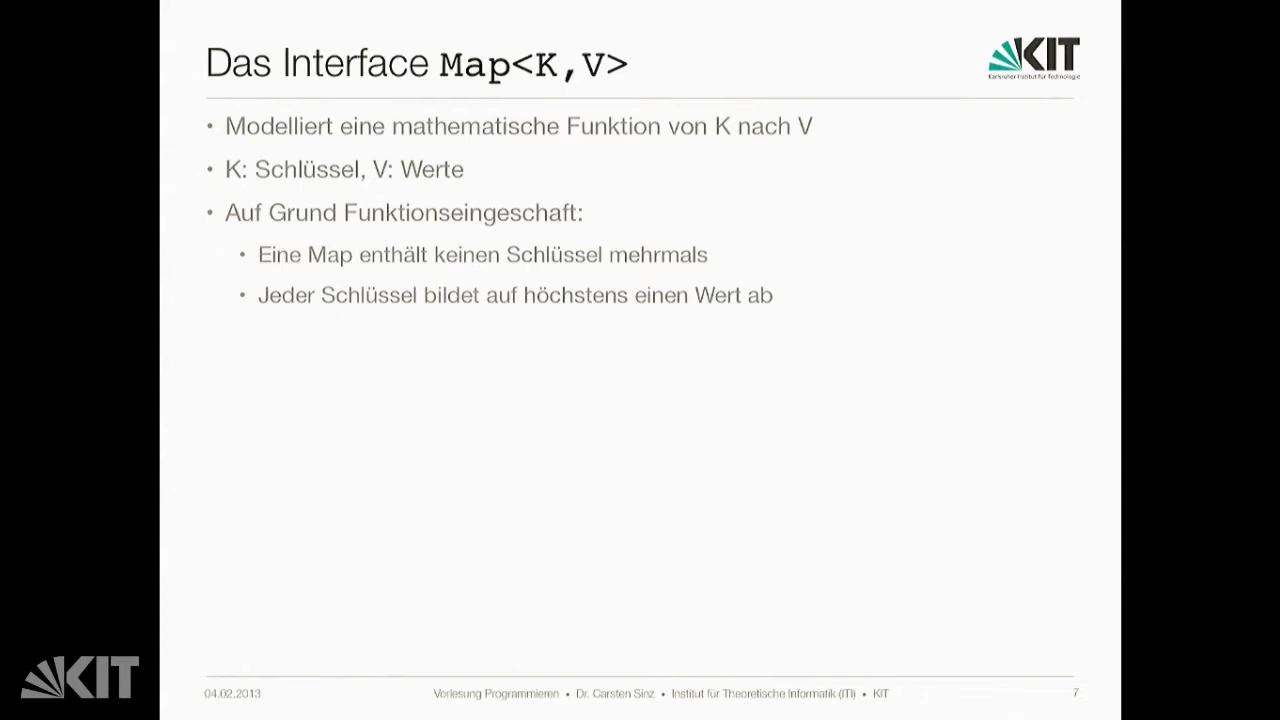 Das Interface Map<K,V>
KIT
Karlsruher Institut für Technologie
• Modelliert eine mathematische Funktion von K nach V
• K: Schlüssel, V: Werte
• Auf Grund Funktionseingeschaft:
• Eine Map enthält keinen Schlüssel mehrmals
• Jeder Schlüssel bildet auf höchstens einen Wert ab
KIT
04.02.2013 Vorlesung Programmieren • Dr. Carsten Sinz • Institut für Theoretische Informatik (ITI) • KIT 7